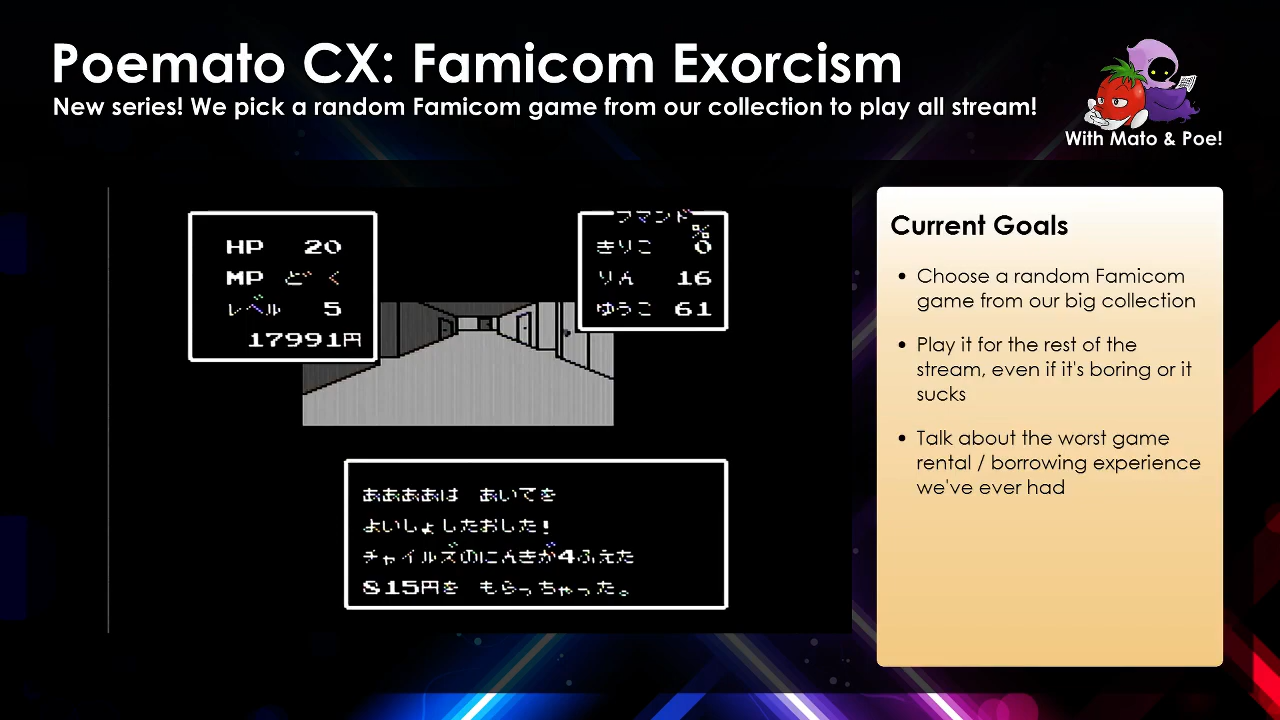 Poemato CX: Famicom Exorcism
New series! We pick a random Famicom game from our collection to play all stream!
With Mato & Poe!
HP 20
MP どく
レベル 5
17991円
コマンド
%
きりこ 0
りん 16
ゆうこ 61
ああああは あいてを
よいしょしたおした!
チャイルズのにんきが4ふえた
815円を もらっちゃった。
Current Goals
• Choose a random Famicom
game from our big collection
• Play it for the rest of the
stream, even if it's boring or it
sucks
• Talk about the worst game
rental / borrowing experience
we've ever had